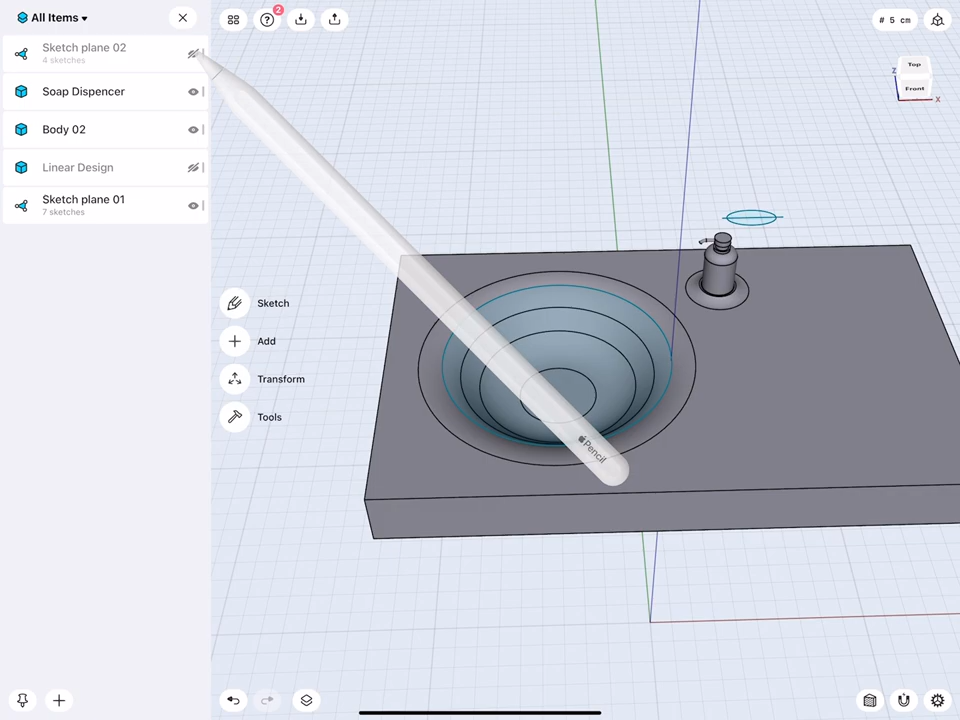 All Items
2
# 5 cm
Sketch plane 02
4 sketches
Top
Z
Front
X
Soap Dispenser
Body 02
Linear Design
Sketch plane 01
7 sketches
Sketch
Add
Transform
Tools
Pencil